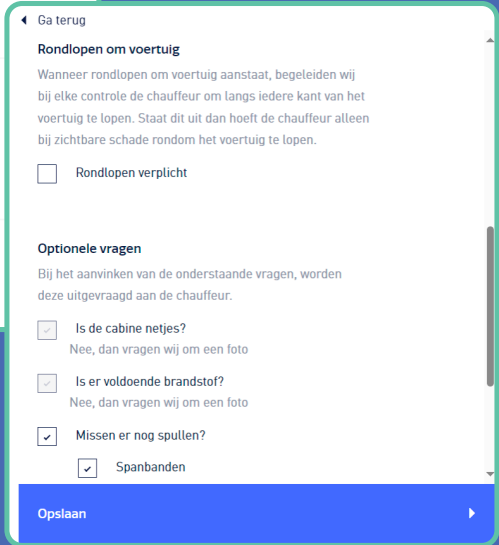 Ga terug
Rondlopen om voertuig
Wanneer rondlopen om voertuig aanstaat, begeleiden wij
bij elke controle de chauffeur om langs iedere kant van het
voertuig te lopen. Staat dit uit dan hoeft de chauffeur alleen
bij zichtbare schade rondom het voertuig te lopen.
Rondlopen verplicht
Optionele vragen
Bij het aanvinken van de onderstaande vragen, worden
deze uitgevraagd aan de chauffeur.
Is de cabine netjes?
Nee, dan vragen wij om een foto
Is er voldoende brandstof?
Nee, dan vragen wij om een foto
Missen er nog spullen?
Spanbanden
Opslaan